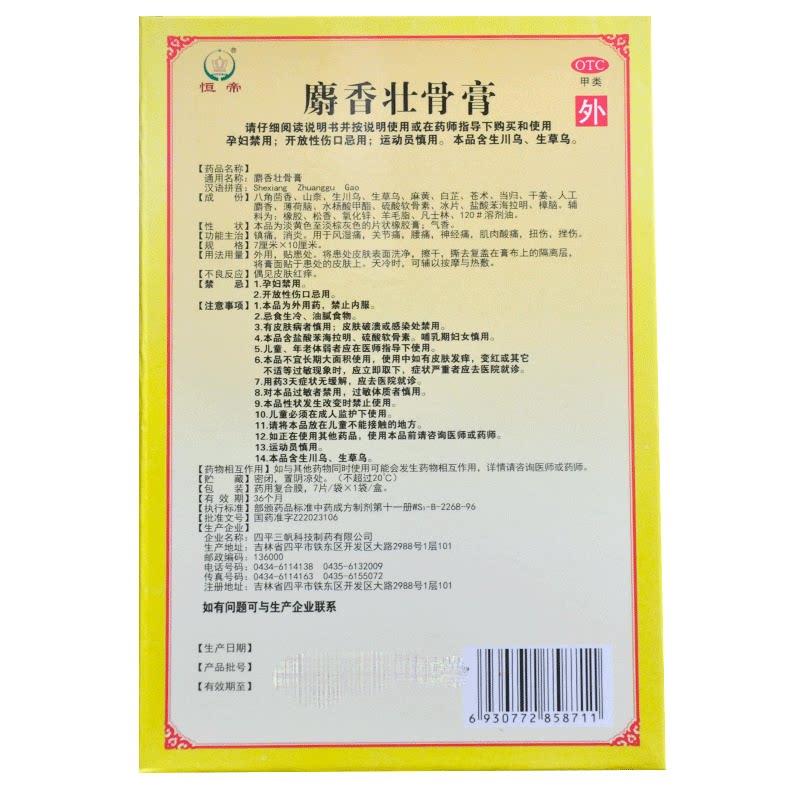 恒帝
®
OTC
甲类
外
麝香壮骨膏
请仔细阅读说明书并按说明使用或在药师指导下购买和使用
孕妇禁用；开放性伤口忌用；运动员慎用。本品含生川乌、生草乌。
【药品名称】
通用名称：麝香壮骨膏
汉语拼音：Shexiang Zhuanggu Gao
【成 份】八角茴香、山柰、生川乌、生草乌、麻黄、白芷、苍术、当归、干姜、人工
麝香、薄荷脑、水杨酸甲酯、硫酸软骨素、冰片、盐酸苯海拉明、樟脑。辅
料为：橡胶、松香、氧化锌、羊毛脂、凡士林、120#溶剂油。
【性 状】本品为淡黄色至淡棕灰色的片状橡胶膏；气香。
【功能主治】镇痛，消炎。用于风湿痛，关节痛，腰痛，神经痛，肌肉酸痛，扭伤，挫伤。
【规 格】7厘米×10厘米。
【用法用量】外用，贴患处。将患处皮肤表面洗净，擦干，撕去复盖在膏布上的隔离层，
将膏面贴于患处的皮肤上。天冷时，可辅以按摩与热敷。
【不良反应】偶见皮肤红痒。
【禁 忌】1.孕妇禁用。
2.开放性伤口忌用。
【注意事项】1.本品为外用药，禁止内服。
2.忌食生冷、油腻食物。
3.有皮肤病者慎用；皮肤破溃或感染处禁用。
4.本品含盐酸苯海拉明、硫酸软骨素。哺乳期妇女慎用。
5.儿童、年老体弱者应在医师指导下使用。
6.本品不宜长期大面积使用，使用中如有皮肤发痒，变红或其它
不适等过敏现象时，应立即取下，症状严重者应去医院就诊。
7.用药3天症状无缓解，应去医院就诊。
8.对本品过敏者禁用，过敏体质者慎用。
9.本品性状发生改变时禁止使用。
10.儿童必须在成人监护下使用。
11.请将本品放在儿童不能接触的地方。
12.如正在使用其他药品，使用本品前请咨询医师或药师。
13.运动员慎用。
14.本品含生川乌、生草乌。
【药物相互作用】如与其他药物同时使用可能会发生药物相互作用，详情请咨询医师或药师。
【贮 藏】密闭，置阴凉处。（不超过20℃）
【包 装】药用复合膜，7片/袋×1袋/盒。
【有 效 期】36个月
【执行标准】部颁药品标准中药成方制剂第十一册WS₃-B-2268-96
【批准文号】国药准字Z22023106
【生产企业】
企业名称：四平三帆科技制药有限公司
生产地址：吉林省四平市铁东区开发区大路2988号1层101
邮政编码：136000
电话号码：0434-6114138 0435-6132009
传真号码：0434-6114163 0435-6155072
注册地址：吉林省四平市铁东区开发区大路2988号1层101
如有问题可与生产企业联系
【生产日期】
【产品批号】
【有效期至】
6 930772 858711